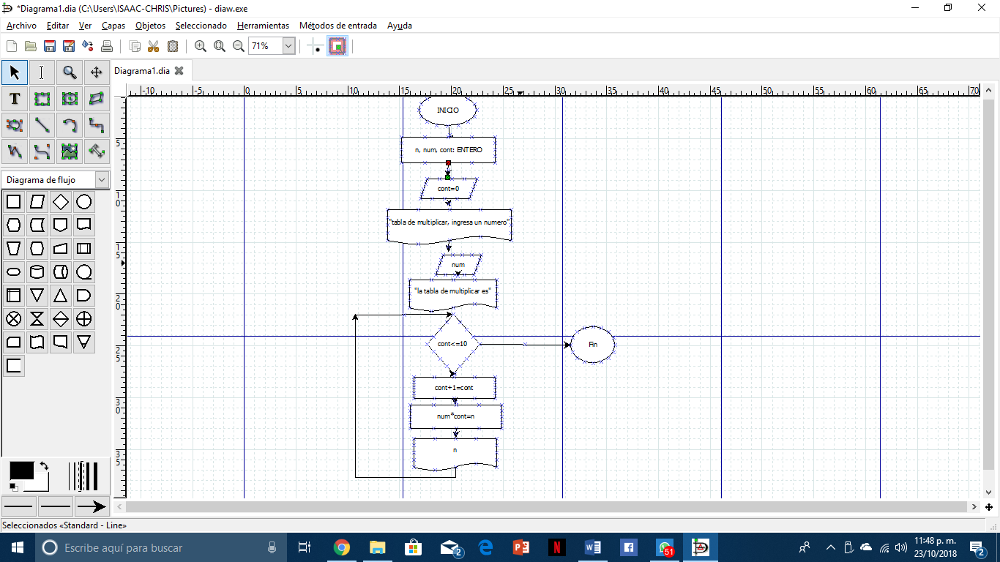 *Diagrama1.dia (C:\Users\ISAAC-CHRIS\Pictures) - diaw.exe
Archivo Editar Ver Capas Objetos Seleccionado Herramientas Métodos de entrada Ayuda
71%
Diagrama1.dia
-10 -5 0 5 10 15 20 25 30 35 40 45 50 55 60 65 70
T
Diagrama de flujo
5
10
15
20
25
30
35
INICIO
n, num, cont: ENTERO
cont=0
"tabla de multiplicar, ingresa un numero"
num
"la tabla de multiplicar es"
cont<=10
Fin
cont+1=cont
num*cont=n
n
Seleccionados «Standard - Line»
Escribe aquí para buscar
2
51
11:48 p. m.
23/10/2018
2